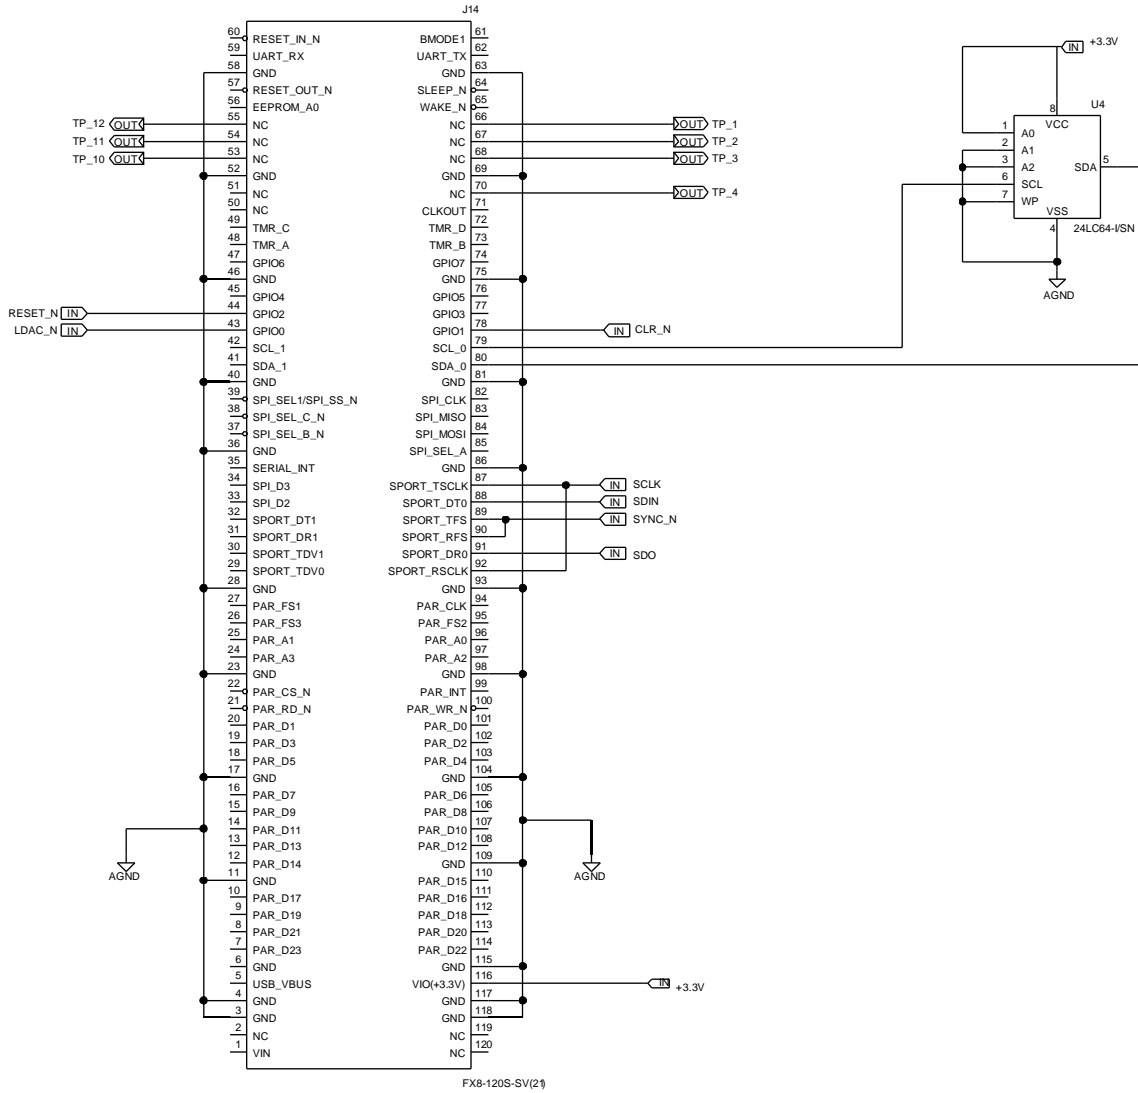 J14
60 RESET_IN_N BMODE1 61
59 UART_RX UART_TX 62
58 GND GND 63
57 RESET_OUT_N SLEEP_N 64
56 EEPROM_A0 WAKE_N 65
TP_12 OUT 55 NC NC 66 OUT TP_1
TP_11 OUT 54 NC NC 67 OUT TP_2
TP_10 OUT 53 NC NC 68 OUT TP_3
52 GND GND 69
51 NC NC 70 OUT TP_4
50 NC CLKOUT 71
49 TMR_C TMR_D 72
48 TMR_A TMR_B 73
47 GPIO6 GPIO7 74
46 GND GND 75
45 GPIO4 GPIO5 76
RESET_N IN 44 GPIO2 GPIO3 77
LDAC_N IN 43 GPIO0 GPIO1 78 IN CLR_N
42 SCL_1 SCL_0 79
41 SDA_1 SDA_0 80
40 GND GND 81
39 SPI_SEL1/SPI_SS_N SPI_CLK 82
38 SPI_SEL_C_N SPI_MISO 83
37 SPI_SEL_B_N SPI_MOSI 84
36 GND SPI_SEL_A 85
35 SERIAL_INT GND 86
34 SPI_D3 SPORT_TSCLK 87 IN SCLK
33 SPI_D2 SPORT_DT0 88 IN SDIN
32 SPORT_DT1 SPORT_TFS 89 IN SYNC_N
31 SPORT_DR1 SPORT_RFS 90
30 SPORT_TDV1 SPORT_DR0 91 IN SDO
29 SPORT_TDV0 SPORT_RSCLK 92
28 GND GND 93
27 PAR_FS1 PAR_CLK 94
26 PAR_FS3 PAR_FS2 95
25 PAR_A1 PAR_A0 96
24 PAR_A3 PAR_A2 97
23 GND GND 98
22 PAR_CS_N PAR_INT 99
21 PAR_RD_N PAR_WR_N 100
20 PAR_D1 PAR_D0 101
19 PAR_D3 PAR_D2 102
18 PAR_D5 PAR_D4 103
17 GND GND 104
16 PAR_D7 PAR_D6 105
15 PAR_D9 PAR_D8 106
14 PAR_D11 PAR_D10 107
13 PAR_D13 PAR_D12 108
12 PAR_D14 GND 109
AGND AGND
11 GND PAR_D15 110
10 PAR_D17 PAR_D16 111
9 PAR_D19 PAR_D18 112
8 PAR_D21 PAR_D20 113
7 PAR_D23 PAR_D22 114
6 GND GND 115
5 USB_VBUS VIO(+3.3V) 116 IN +3.3V
4 GND GND 117
3 GND GND 118
2 NC NC 119
1 VIN NC 120
FX8-120S-SV(21)
IN +3.3V
U4
8
VCC
1 A0
2 A1
3 A2 SDA 5
6 SCL
7 WP
VSS
4 24LC64-I/SN
AGND